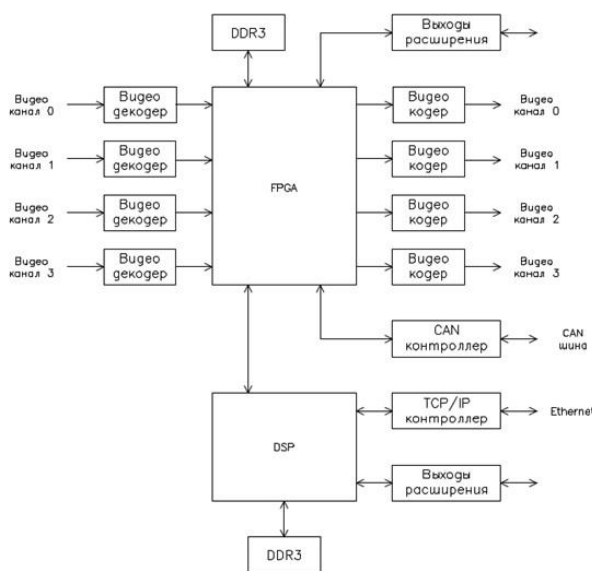 DDR3
Выходы
расширения
Видео
канал 0
Видео
декодер
Видео
кодер
Видео
канал 0
Видео
канал 1
Видео
декодер
FPGA
Видео
кодер
Видео
канал 1
Видео
канал 2
Видео
декодер
Видео
кодер
Видео
канал 2
Видео
канал 3
Видео
декодер
Видео
кодер
Видео
канал 3
CAN
контроллер
CAN
шина
TCP/IP
контроллер
Ethernet
DSP
Выходы
расширения
DDR3